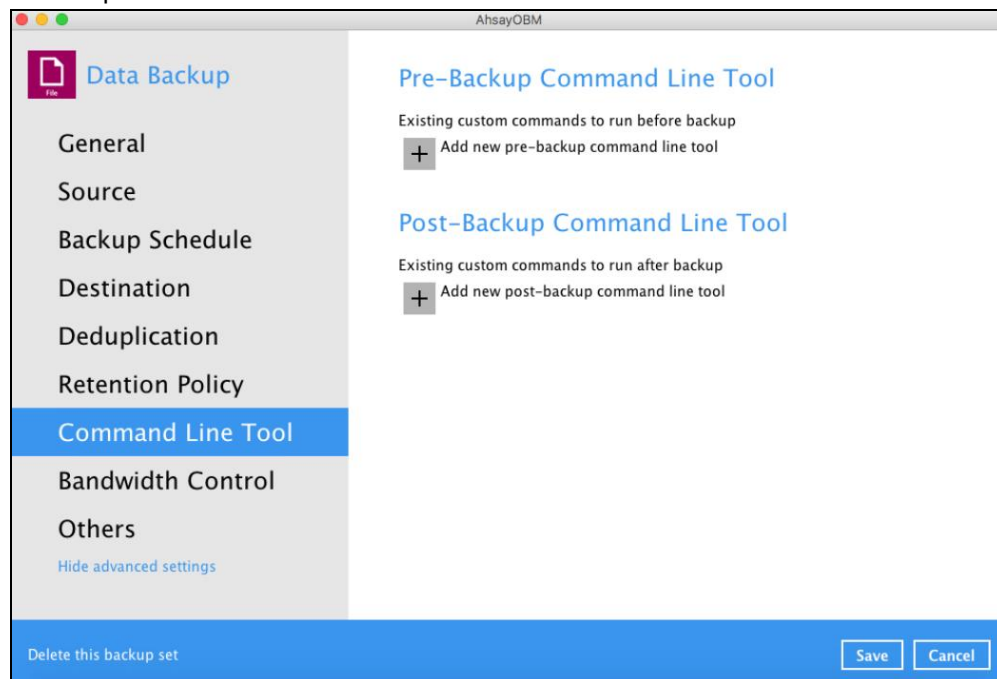 AhsayOBM
File
Data Backup
General
Source
Backup Schedule
Destination
Deduplication
Retention Policy
Command Line Tool
Bandwidth Control
Others
Hide advanced settings
Pre-Backup Command Line Tool
Existing custom commands to run before backup
+ Add new pre-backup command line tool
Post-Backup Command Line Tool
Existing custom commands to run after backup
+ Add new post-backup command line tool
Delete this backup set
Save Cancel